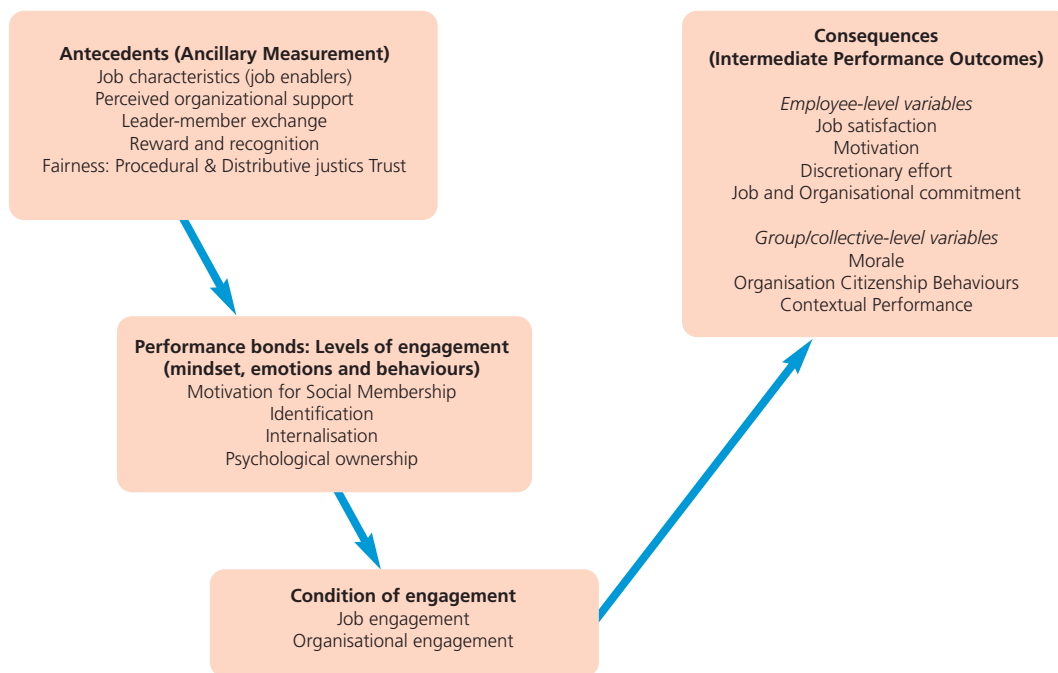 Antecedents (Ancillary Measurement)
Job characteristics (job enablers)
Perceived organizational support
Leader-member exchange
Reward and recognition
Fairness: Procedural & Distributive justics Trust
Performance bonds: Levels of engagement
(mindset, emotions and behaviours)
Motivation for Social Membership
Identification
Internalisation
Psychological ownership
Condition of engagement
Job engagement
Organisational engagement
Consequences
(Intermediate Performance Outcomes)
Employee-level variables
Job satisfaction
Motivation
Discretionary effort
Job and Organisational commitment
Group/collective-level variables
Morale
Organisation Citizenship Behaviours
Contextual Performance